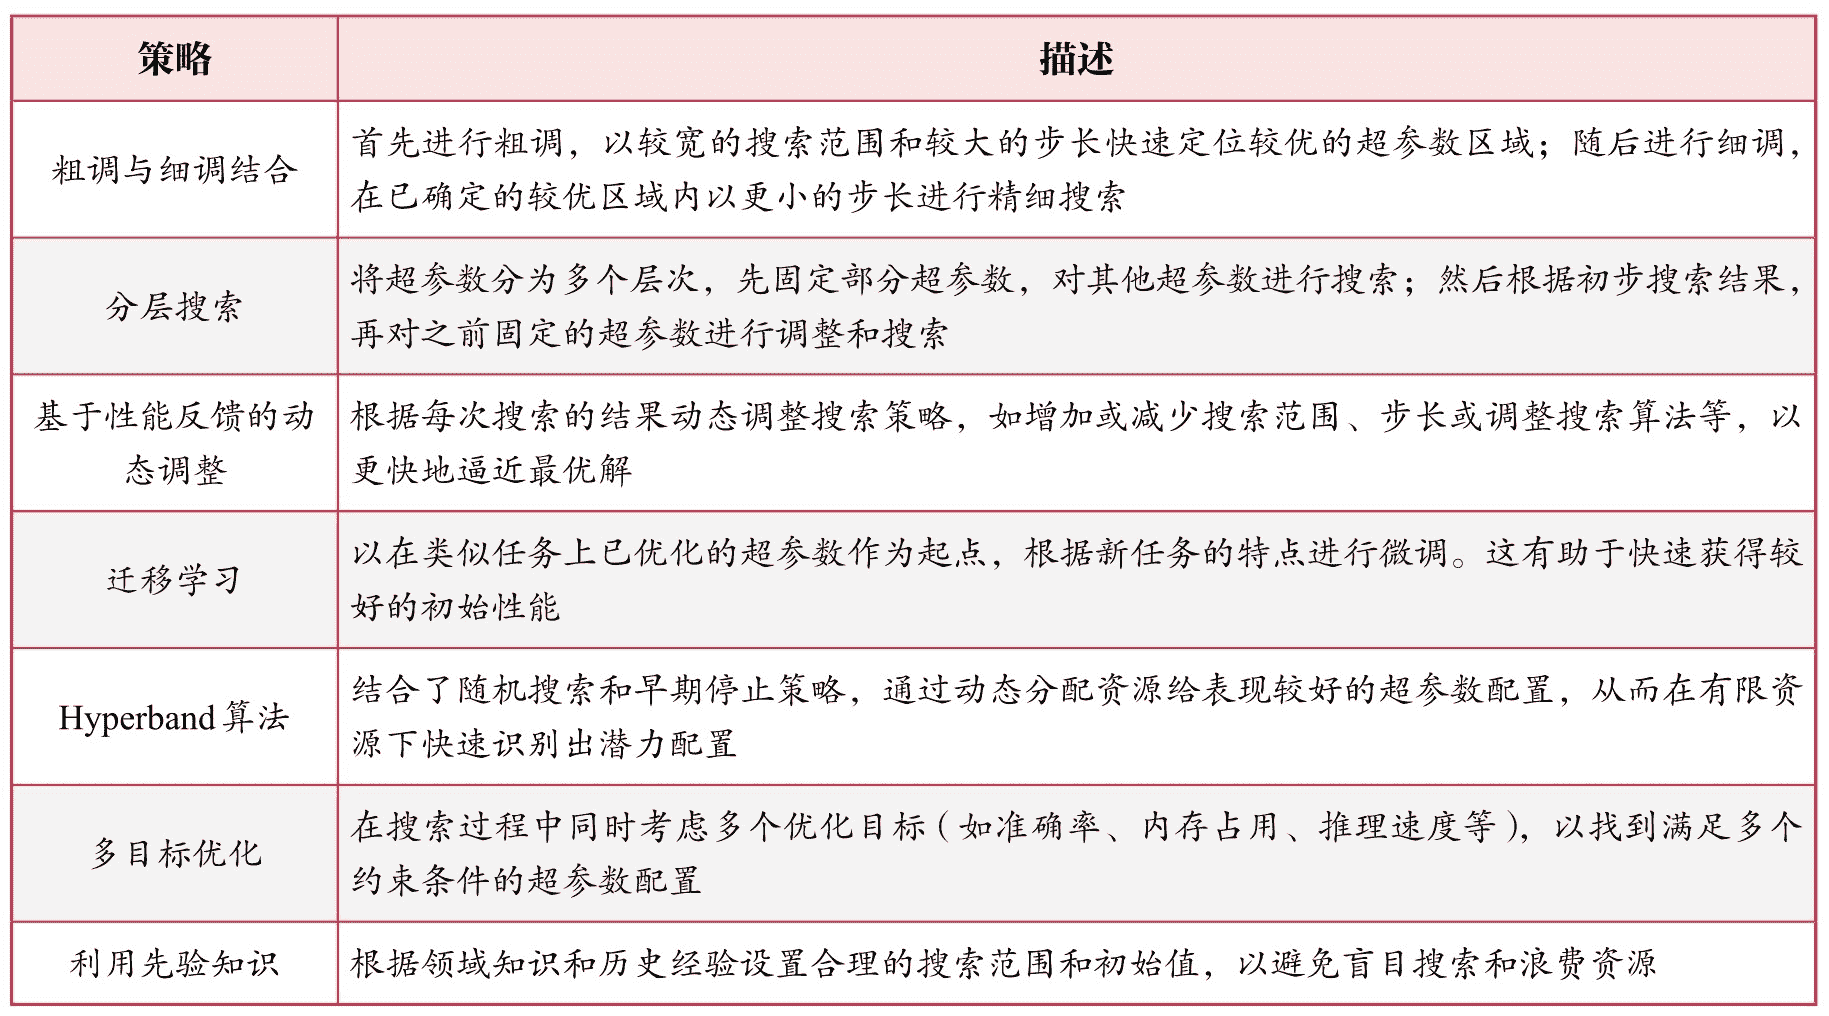 策略
描述
粗调与细调结合
首先进行粗调，以较宽的搜索范围和较大的步长快速定位较优的超参数区域；随后进行细调，
在已确定的较优区域内以更小的步长进行精细搜索
分层搜索
将超参数分为多个层次，先固定部分超参数，对其他超参数进行搜索；然后根据初步搜索结果，
再对之前固定的超参数进行调整和搜索
基于性能反馈的动
态调整
根据每次搜索的结果动态调整搜索策略，如增加或减少搜索范围、步长或调整搜索算法等，以
更快地逼近最优解
迁移学习
以在类似任务上已优化的超参数作为起点，根据新任务的特点进行微调。这有助于快速获得较
好的初始性能
Hyperband算法
结合了随机搜索和早期停止策略，通过动态分配资源给表现较好的超参数配置，从而在有限资
源下快速识别出潜力配置
多目标优化
在搜索过程中同时考虑多个优化目标（如准确率、内存占用、推理速度等），以找到满足多个
约束条件的超参数配置
利用先验知识
根据领域知识和历史经验设置合理的搜索范围和初始值，以避免盲目搜索和浪费资源